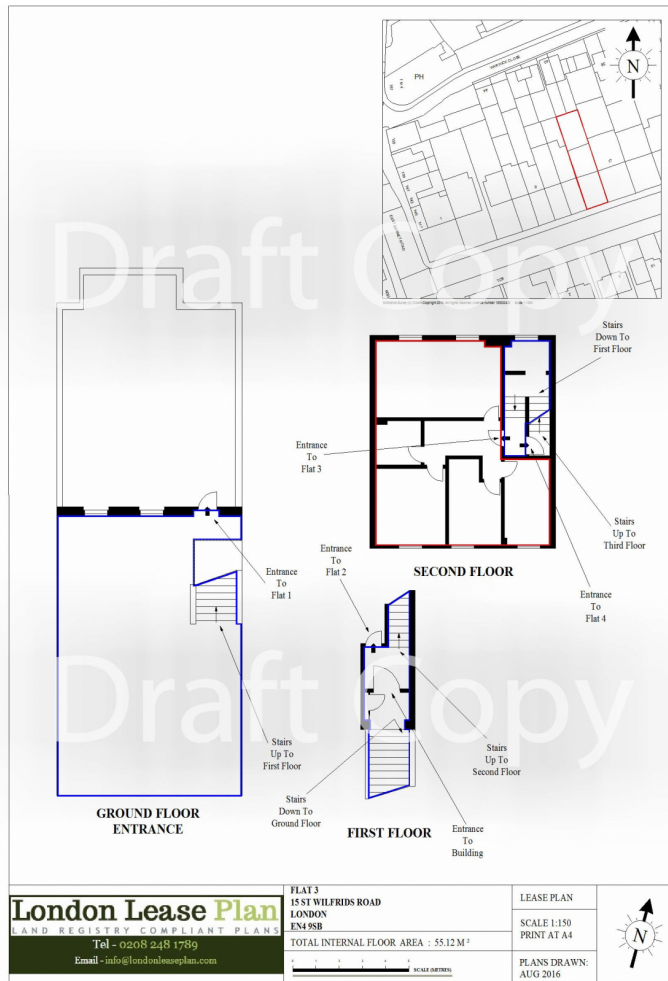 PH
N
Draft Copy
Stairs
Down To
First Floor
Entrance
To
Flat 3
Stairs
Up To
Third Floor
SECOND FLOOR
Entrance
To
Flat 4
Entrance
To
Flat 1
Entrance
To
Flat 2
Draft Copy
Stairs
Up To
First Floor
Stairs
Up To
Second Floor
Stairs
Down To
Ground Floor
Entrance
To
Building
GROUND FLOOR
ENTRANCE
FIRST FLOOR
London Lease Plan
LAND REGISTRY COMPLIANT PLANS
Tel - 0208 248 1789
Email - info@londonleaseplan.com
FLAT 3
15 ST WILFRIDS ROAD
LONDON
EN4 9SB
TOTAL INTERNAL FLOOR AREA : 55.12 M²
SCALE (METRES)
LEASE PLAN
SCALE 1:150
PRINT AT A4
PLANS DRAWN:
AUG 2016
N